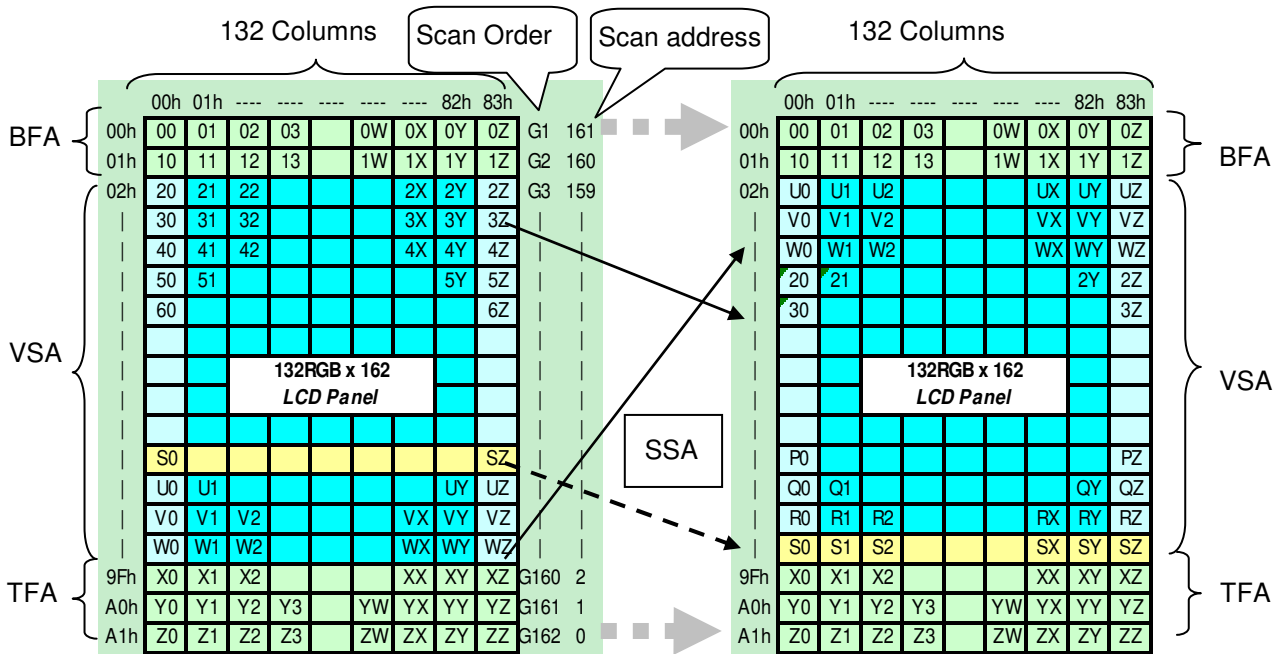 132 Columns Scan Order Scan address 132 Columns
00h 01h ---- ---- ---- ---- ---- 82h 83h 00h 01h ---- ---- ---- ---- ---- 82h 83h
BFA 00h 00 01 02 03 0W 0X 0Y 0Z G1 161 00h 00 01 02 03 0W 0X 0Y 0Z BFA
01h 10 11 12 13 1W 1X 1Y 1Z G2 160 01h 10 11 12 13 1W 1X 1Y 1Z
02h 20 21 22 2X 2Y 2Z G3 159 02h U0 U1 U2 UX UY UZ
30 31 32 3X 3Y 3Z V0 V1 V2 VX VY VZ
40 41 42 4X 4Y 4Z W0 W1 W2 WX WY WZ
50 51 5Y 5Z 20 21 2Y 2Z
60 6Z 30 3Z
VSA 132RGB x 162 132RGB x 162 VSA
LCD Panel LCD Panel
S0 SZ SSA P0 PZ
U0 U1 UY UZ Q0 Q1 QY QZ
V0 V1 V2 VX VY VZ R0 R1 R2 RX RY RZ
W0 W1 W2 WX WY WZ S0 S1 S2 SX SY SZ
TFA 9Fh X0 X1 X2 XX XY XZ G160 2 9Fh X0 X1 X2 XX XY XZ TFA
A0h Y0 Y1 Y2 Y3 YW YX YY YZ G161 1 A0h Y0 Y1 Y2 Y3 YW YX YY YZ
A1h Z0 Z1 Z2 Z3 ZW ZX ZY ZZ G162 0 A1h Z0 Z1 Z2 Z3 ZW ZX ZY ZZ